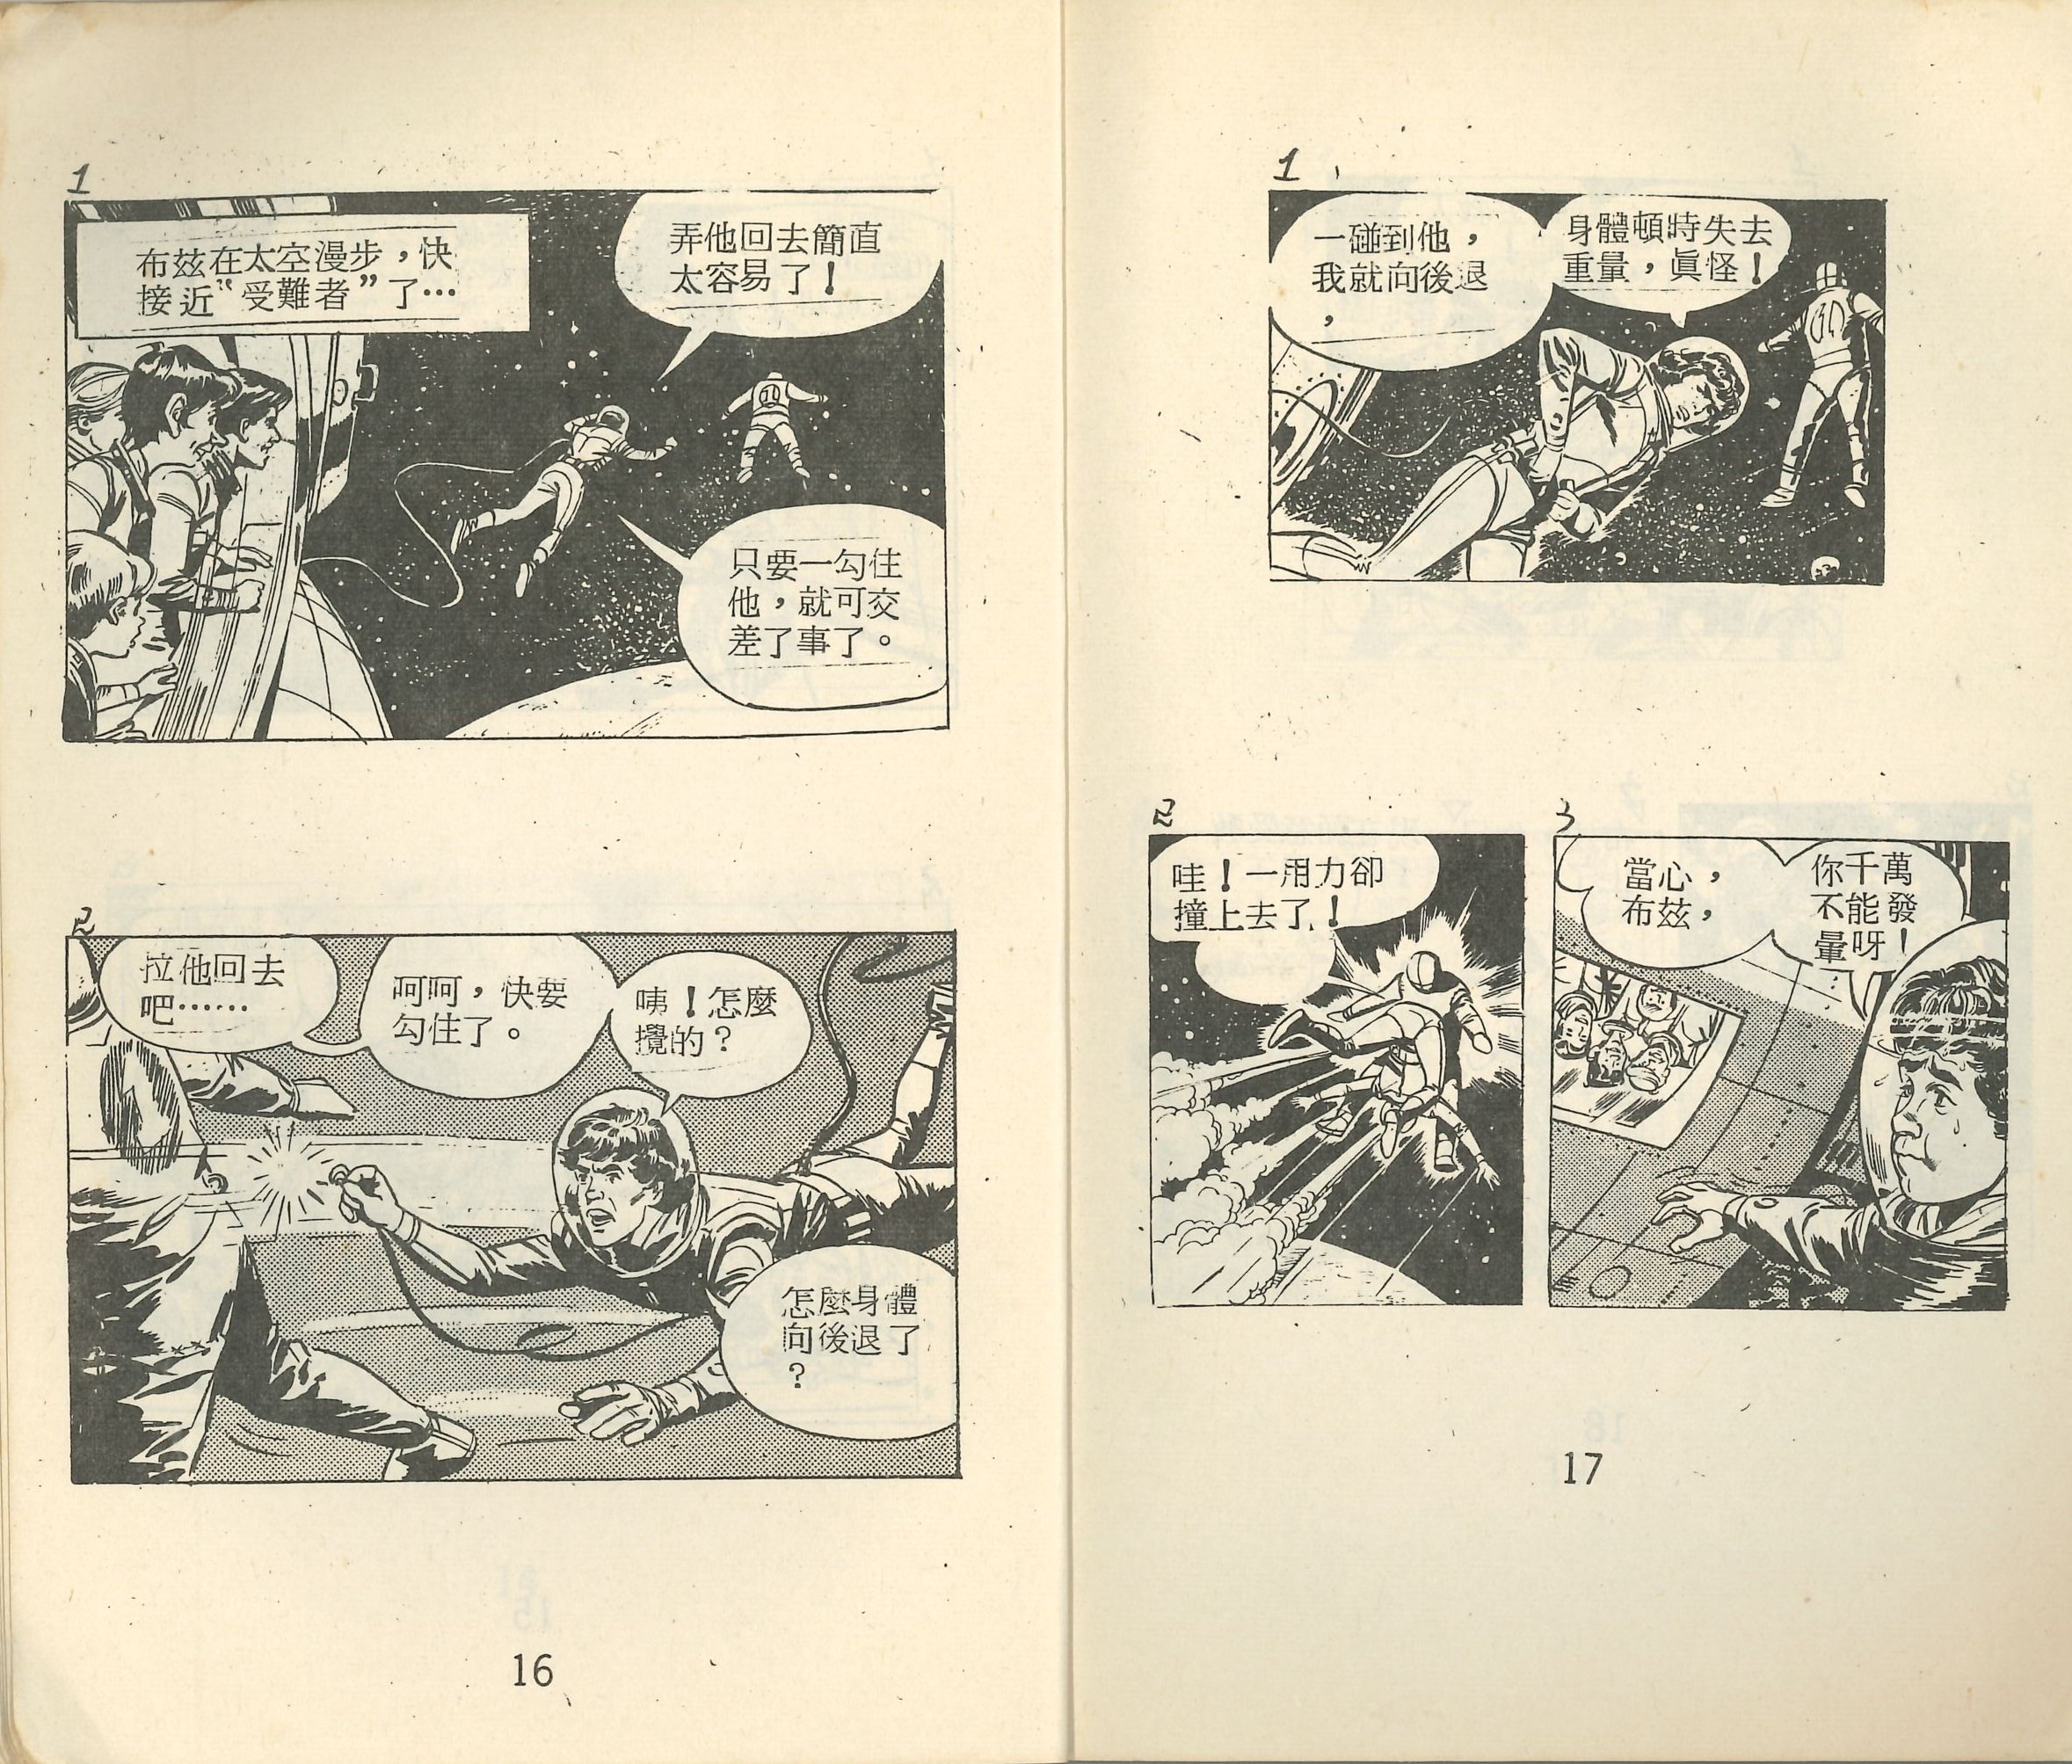 1
布兹在太空漫步，快
接近“受難者”了…
弄他回去簡直
太容易了！
只要一勾住
他，就可交
差了事了。
2
拉他回去
吧……
呵呵，快要
勾住了。
咦！怎麼
攪的？
怎麼身體
向後退了
？
16
1
一碰到他，
我就向後退
，
身體頓時失去
重量，眞怪！
2
哇！一用力卻
撞上去了！
3
當心，
布兹，
你千萬
不能發
暈呀！
17